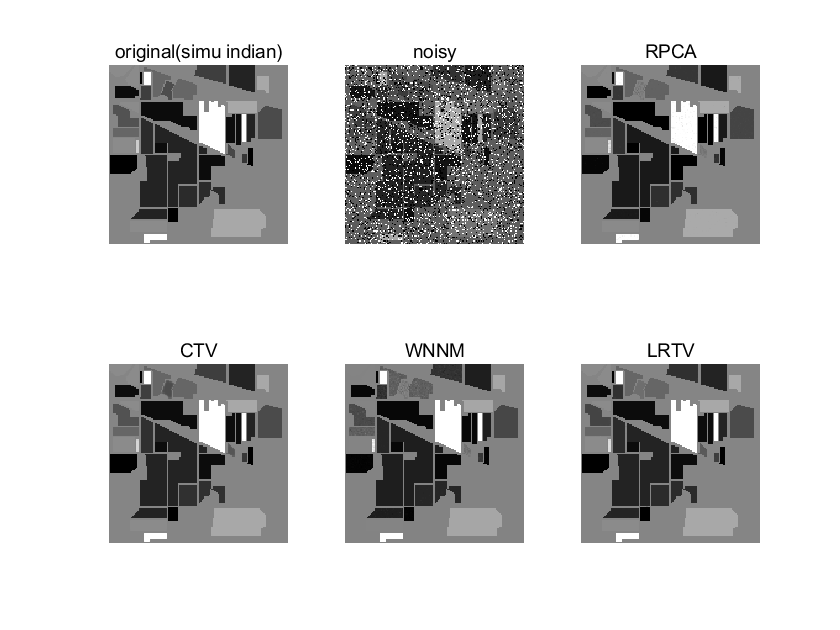 original(simu indian)
noisy
RPCA
CTV
WNNM
LRTV